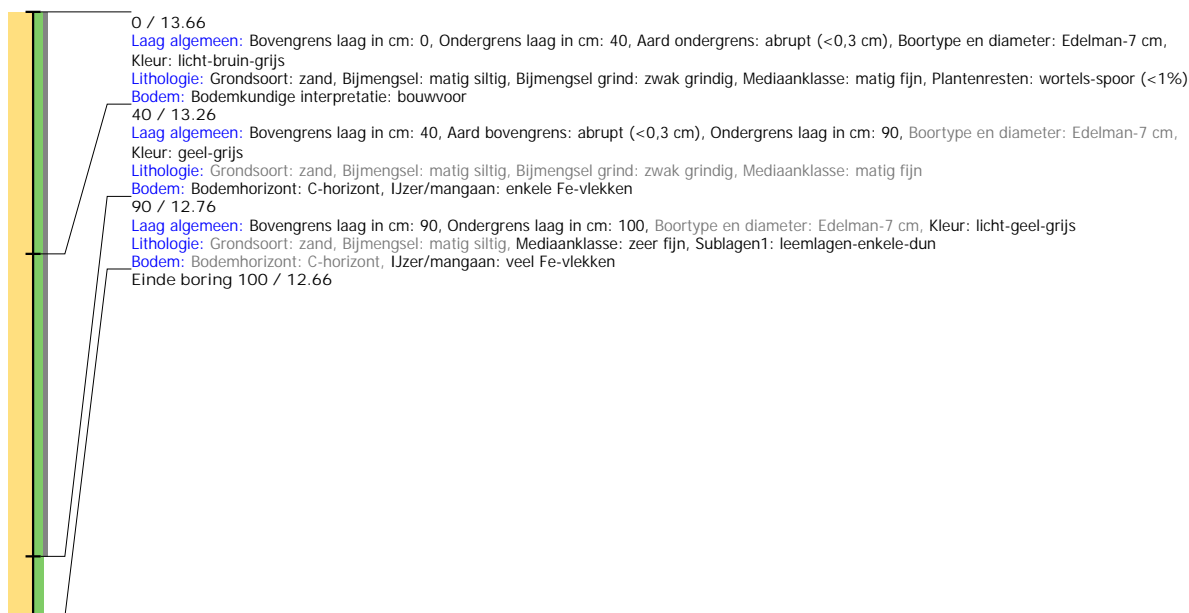 0 / 13.66
Laag algemeen: Bovengrens laag in cm: 0, Ondergrens laag in cm: 40, Aard ondergrens: abrupt (<0,3 cm), Boortype en diameter: Edelman-7 cm,
Kleur: licht-bruin-grijs
Lithologie: Grondsoort: zand, Bijmengsel: matig siltig, Bijmengsel grind: zwak grindig, Mediaanklasse: matig fijn, Plantenresten: wortels-spoor (<1%)
Bodem: Bodemkundige interpretatie: bouwvoor
40 / 13.26
Laag algemeen: Bovengrens laag in cm: 40, Aard bovengrens: abrupt (<0,3 cm), Ondergrens laag in cm: 90, Boortype en diameter: Edelman-7 cm,
Kleur: geel-grijs
Lithologie: Grondsoort: zand, Bijmengsel: matig siltig, Bijmengsel grind: zwak grindig, Mediaanklasse: matig fijn
Bodem: Bodemhorizont: C-horizont, IJzer/mangaan: enkele Fe-vlekken
90 / 12.76
Laag algemeen: Bovengrens laag in cm: 90, Ondergrens laag in cm: 100, Boortype en diameter: Edelman-7 cm, Kleur: licht-geel-grijs
Lithologie: Grondsoort: zand, Bijmengsel: matig siltig, Mediaanklasse: zeer fijn, Sublagen1: leemlagen-enkele-dun
Bodem: Bodemhorizont: C-horizont, IJzer/mangaan: veel Fe-vlekken
Einde boring 100 / 12.66